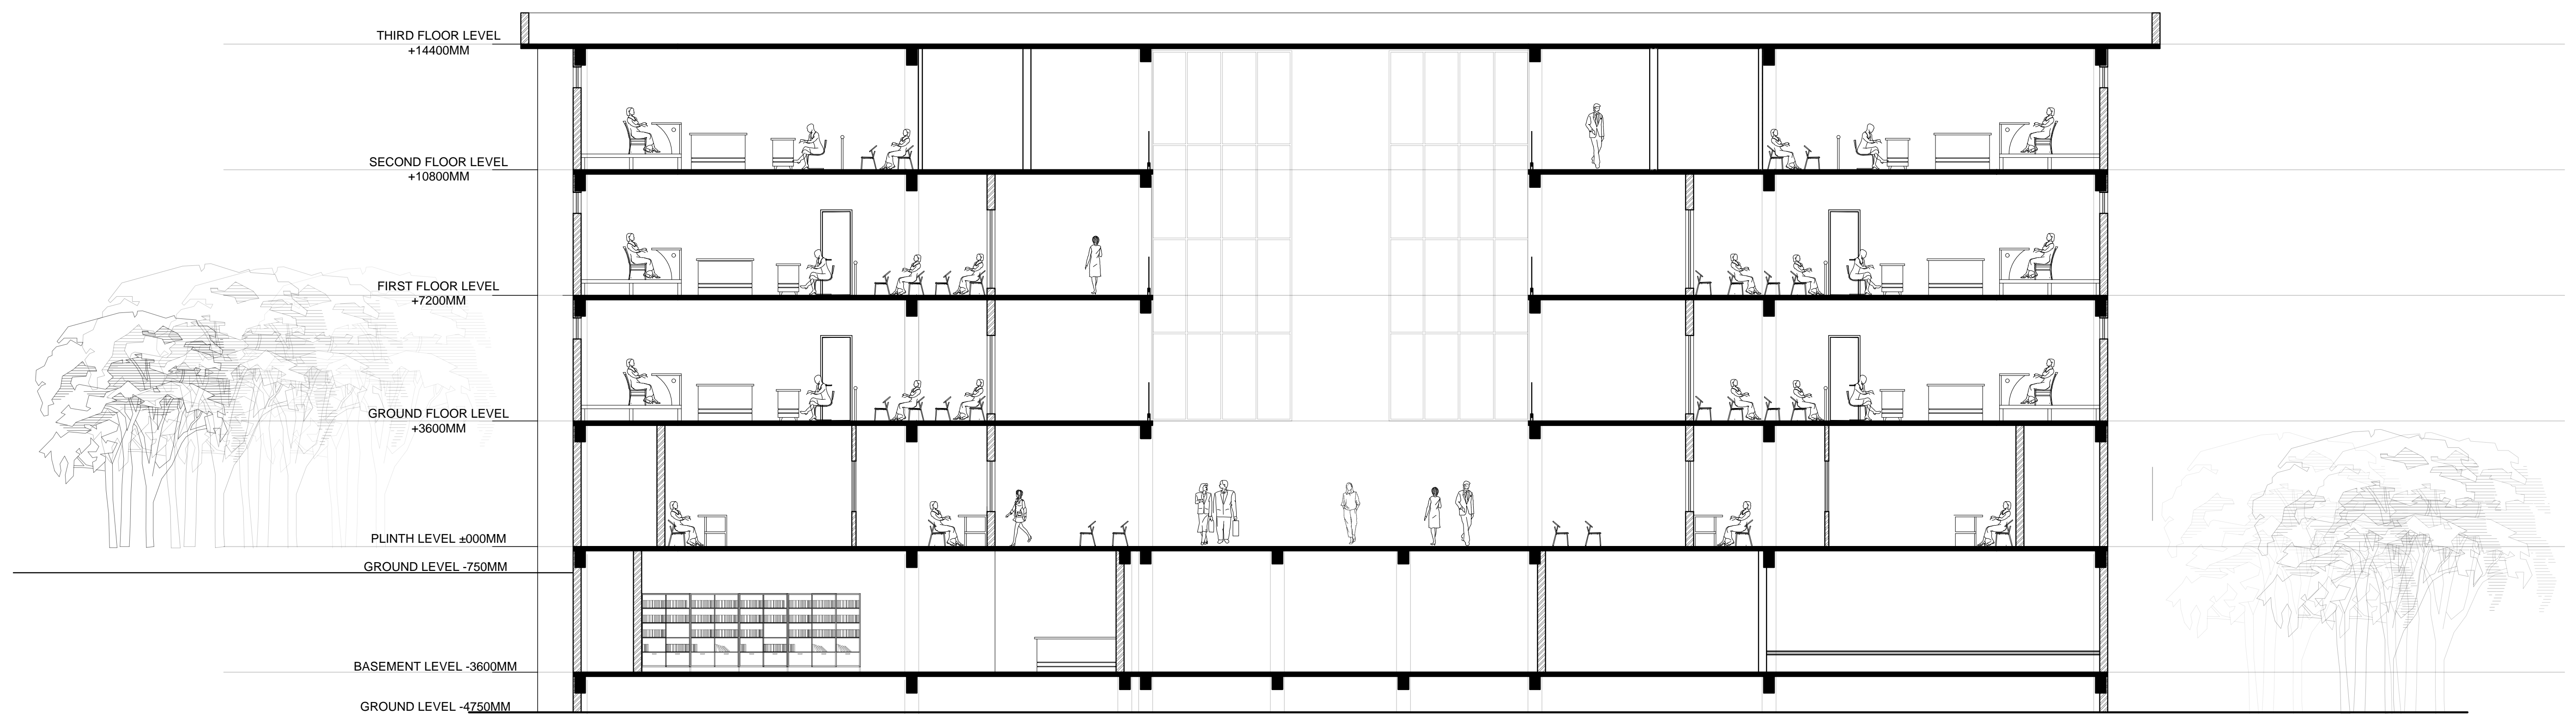 THIRD FLOOR LEVEL
+14400MM
SECOND FLOOR LEVEL
+10800MM
FIRST FLOOR LEVEL
+7200MM
GROUND FLOOR LEVEL
+3600MM
PLINTH LEVEL ±000MM
GROUND LEVEL -750MM
BASEMENT LEVEL -3600MM
GROUND LEVEL -4750MM